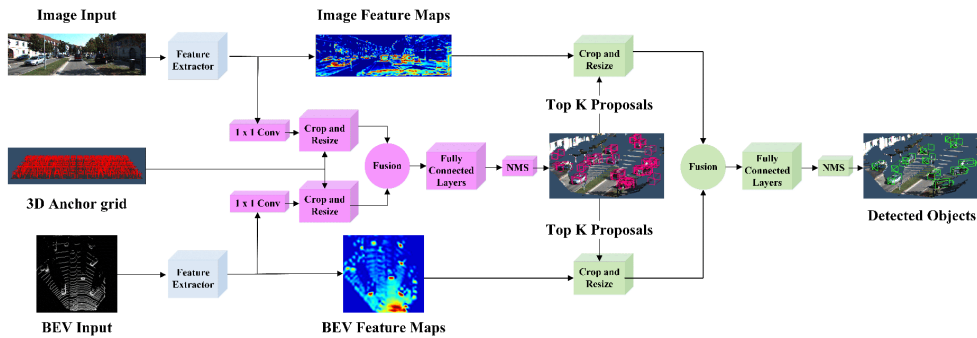 Image Input
Image Feature Maps
Feature
Extractor
Crop and
Resize
Top K Proposals
1 x 1 Conv
Crop and
Resize
Fusion
Fully
Connected
Layers
NMS
Fusion
Fully
Connected
Layers
NMS
3D Anchor grid
1 x 1 Conv
Crop and
Resize
Detected Objects
Top K Proposals
Feature
Extractor
Crop and
Resize
BEV Input
BEV Feature Maps